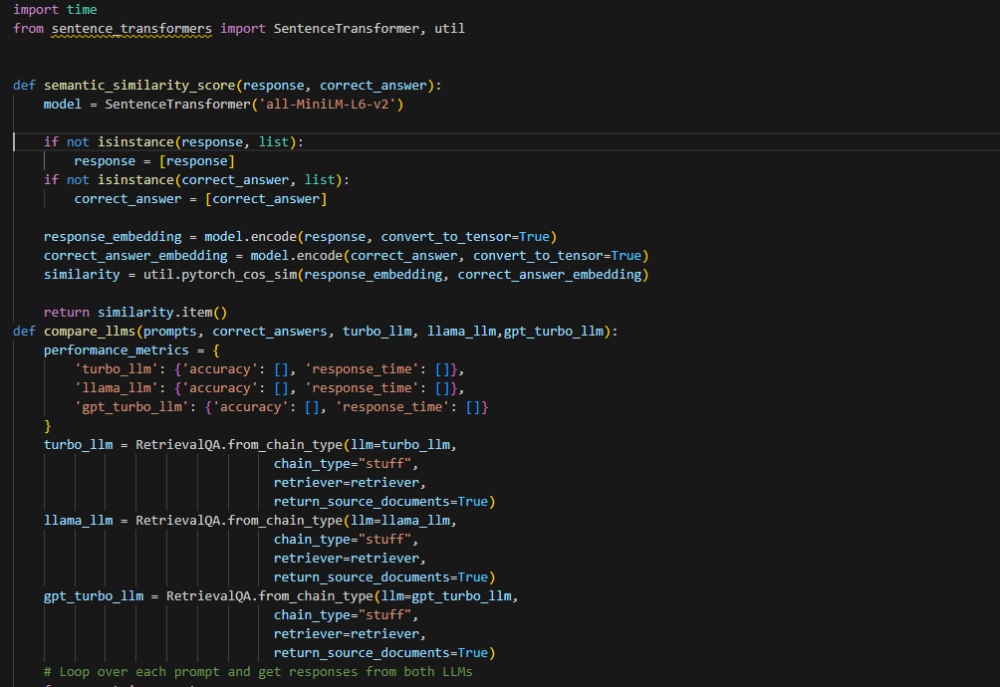 import time
from sentence_transformers import SentenceTransformer, util
def semantic_similarity_score(response, correct_answer):
    model = SentenceTransformer('all-MiniLM-L6-v2')
    if not isinstance(response, list):
        response = [response]
    if not isinstance(correct_answer, list):
        correct_answer = [correct_answer]
    response_embedding = model.encode(response, convert_to_tensor=True)
    correct_answer_embedding = model.encode(correct_answer, convert_to_tensor=True)
    similarity = util.pytorch_cos_sim(response_embedding, correct_answer_embedding)
    return similarity.item()
def compare_llms(prompts, correct_answers, turbo_llm, llama_llm,gpt_turbo_llm):
    performance_metrics = {
        'turbo_llm': {'accuracy': [], 'response_time': []},
        'llama_llm': {'accuracy': [], 'response_time': []},
        'gpt_turbo_llm': {'accuracy': [], 'response_time': []}
    }
    turbo_llm = RetrievalQA.from_chain_type(llm=turbo_llm,
                                  chain_type="stuff",
                                  retriever=retriever,
                                  return_source_documents=True)
    llama_llm = RetrievalQA.from_chain_type(llm=llama_llm,
                                  chain_type="stuff",
                                  retriever=retriever,
                                  return_source_documents=True)
    gpt_turbo_llm = RetrievalQA.from_chain_type(llm=gpt_turbo_llm,
                                  chain_type="stuff",
                                  retriever=retriever,
                                  return_source_documents=True)
    # Loop over each prompt and get responses from both LLMs